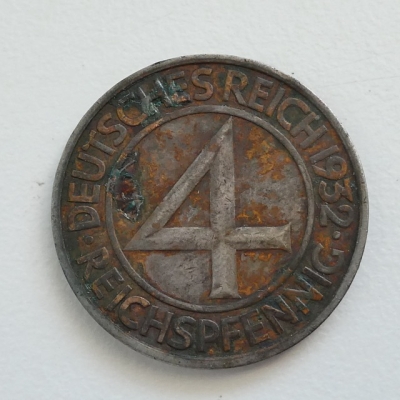 DEUTSCHES REICH 1932
REICHSPFENNIG
4